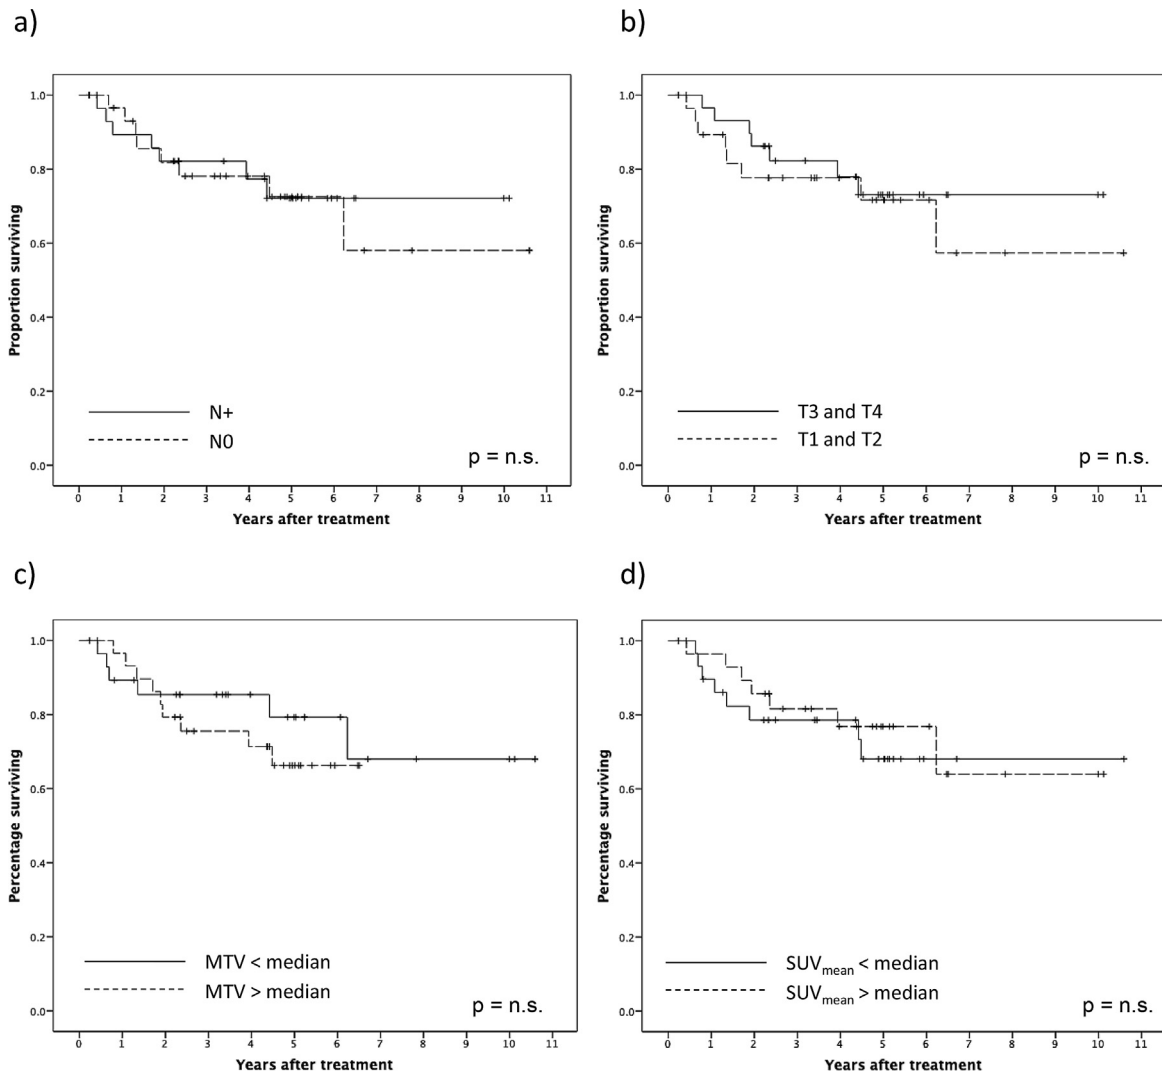 a)
1.0
0.8
0.6
0.4
0.2
0.0
Proportion surviving
N+
N0
p = n.s.
0 1 2 3 4 5 6 7 8 9 10 11
Years after treatment
b)
1.0
0.8
0.6
0.4
0.2
0.0
Proportion surviving
T3 and T4
T1 and T2
p = n.s.
0 1 2 3 4 5 6 7 8 9 10 11
Years after treatment
c)
1.0
0.8
0.6
0.4
0.2
0.0
Percentage surviving
MTV < median
MTV > median
p = n.s.
0 1 2 3 4 5 6 7 8 9 10 11
Years after treatment
d)
1.0
0.8
0.6
0.4
0.2
0.0
Percentage surviving
SUVmean < median
SUVmean > median
p = n.s.
0 1 2 3 4 5 6 7 8 9 10 11
Years after treatment